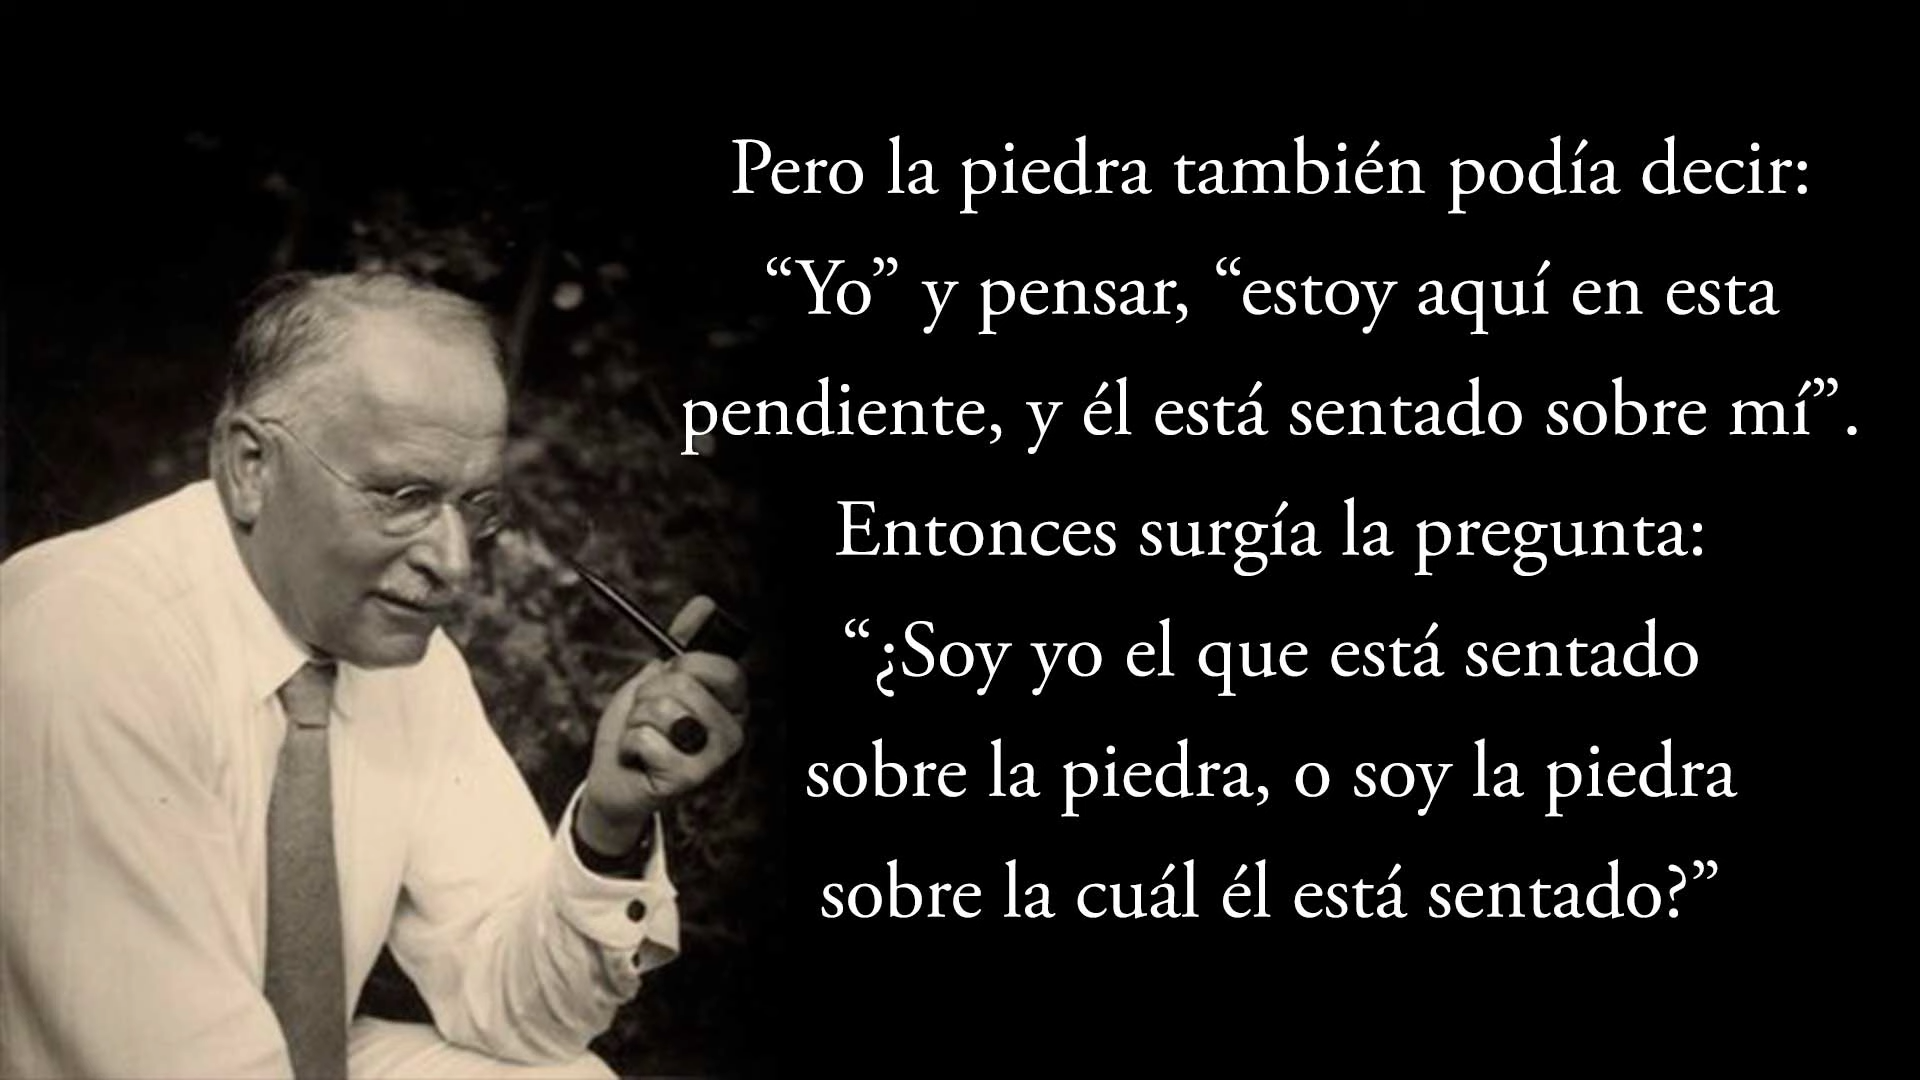 Pero la piedra también podía decir:
“Yo” y pensar, “estoy aquí en esta
pendiente, y él está sentado sobre mí”.
Entonces surgía la pregunta:
“¿Soy yo el que está sentado
sobre la piedra, o soy la piedra
sobre la cuál él está sentado?”